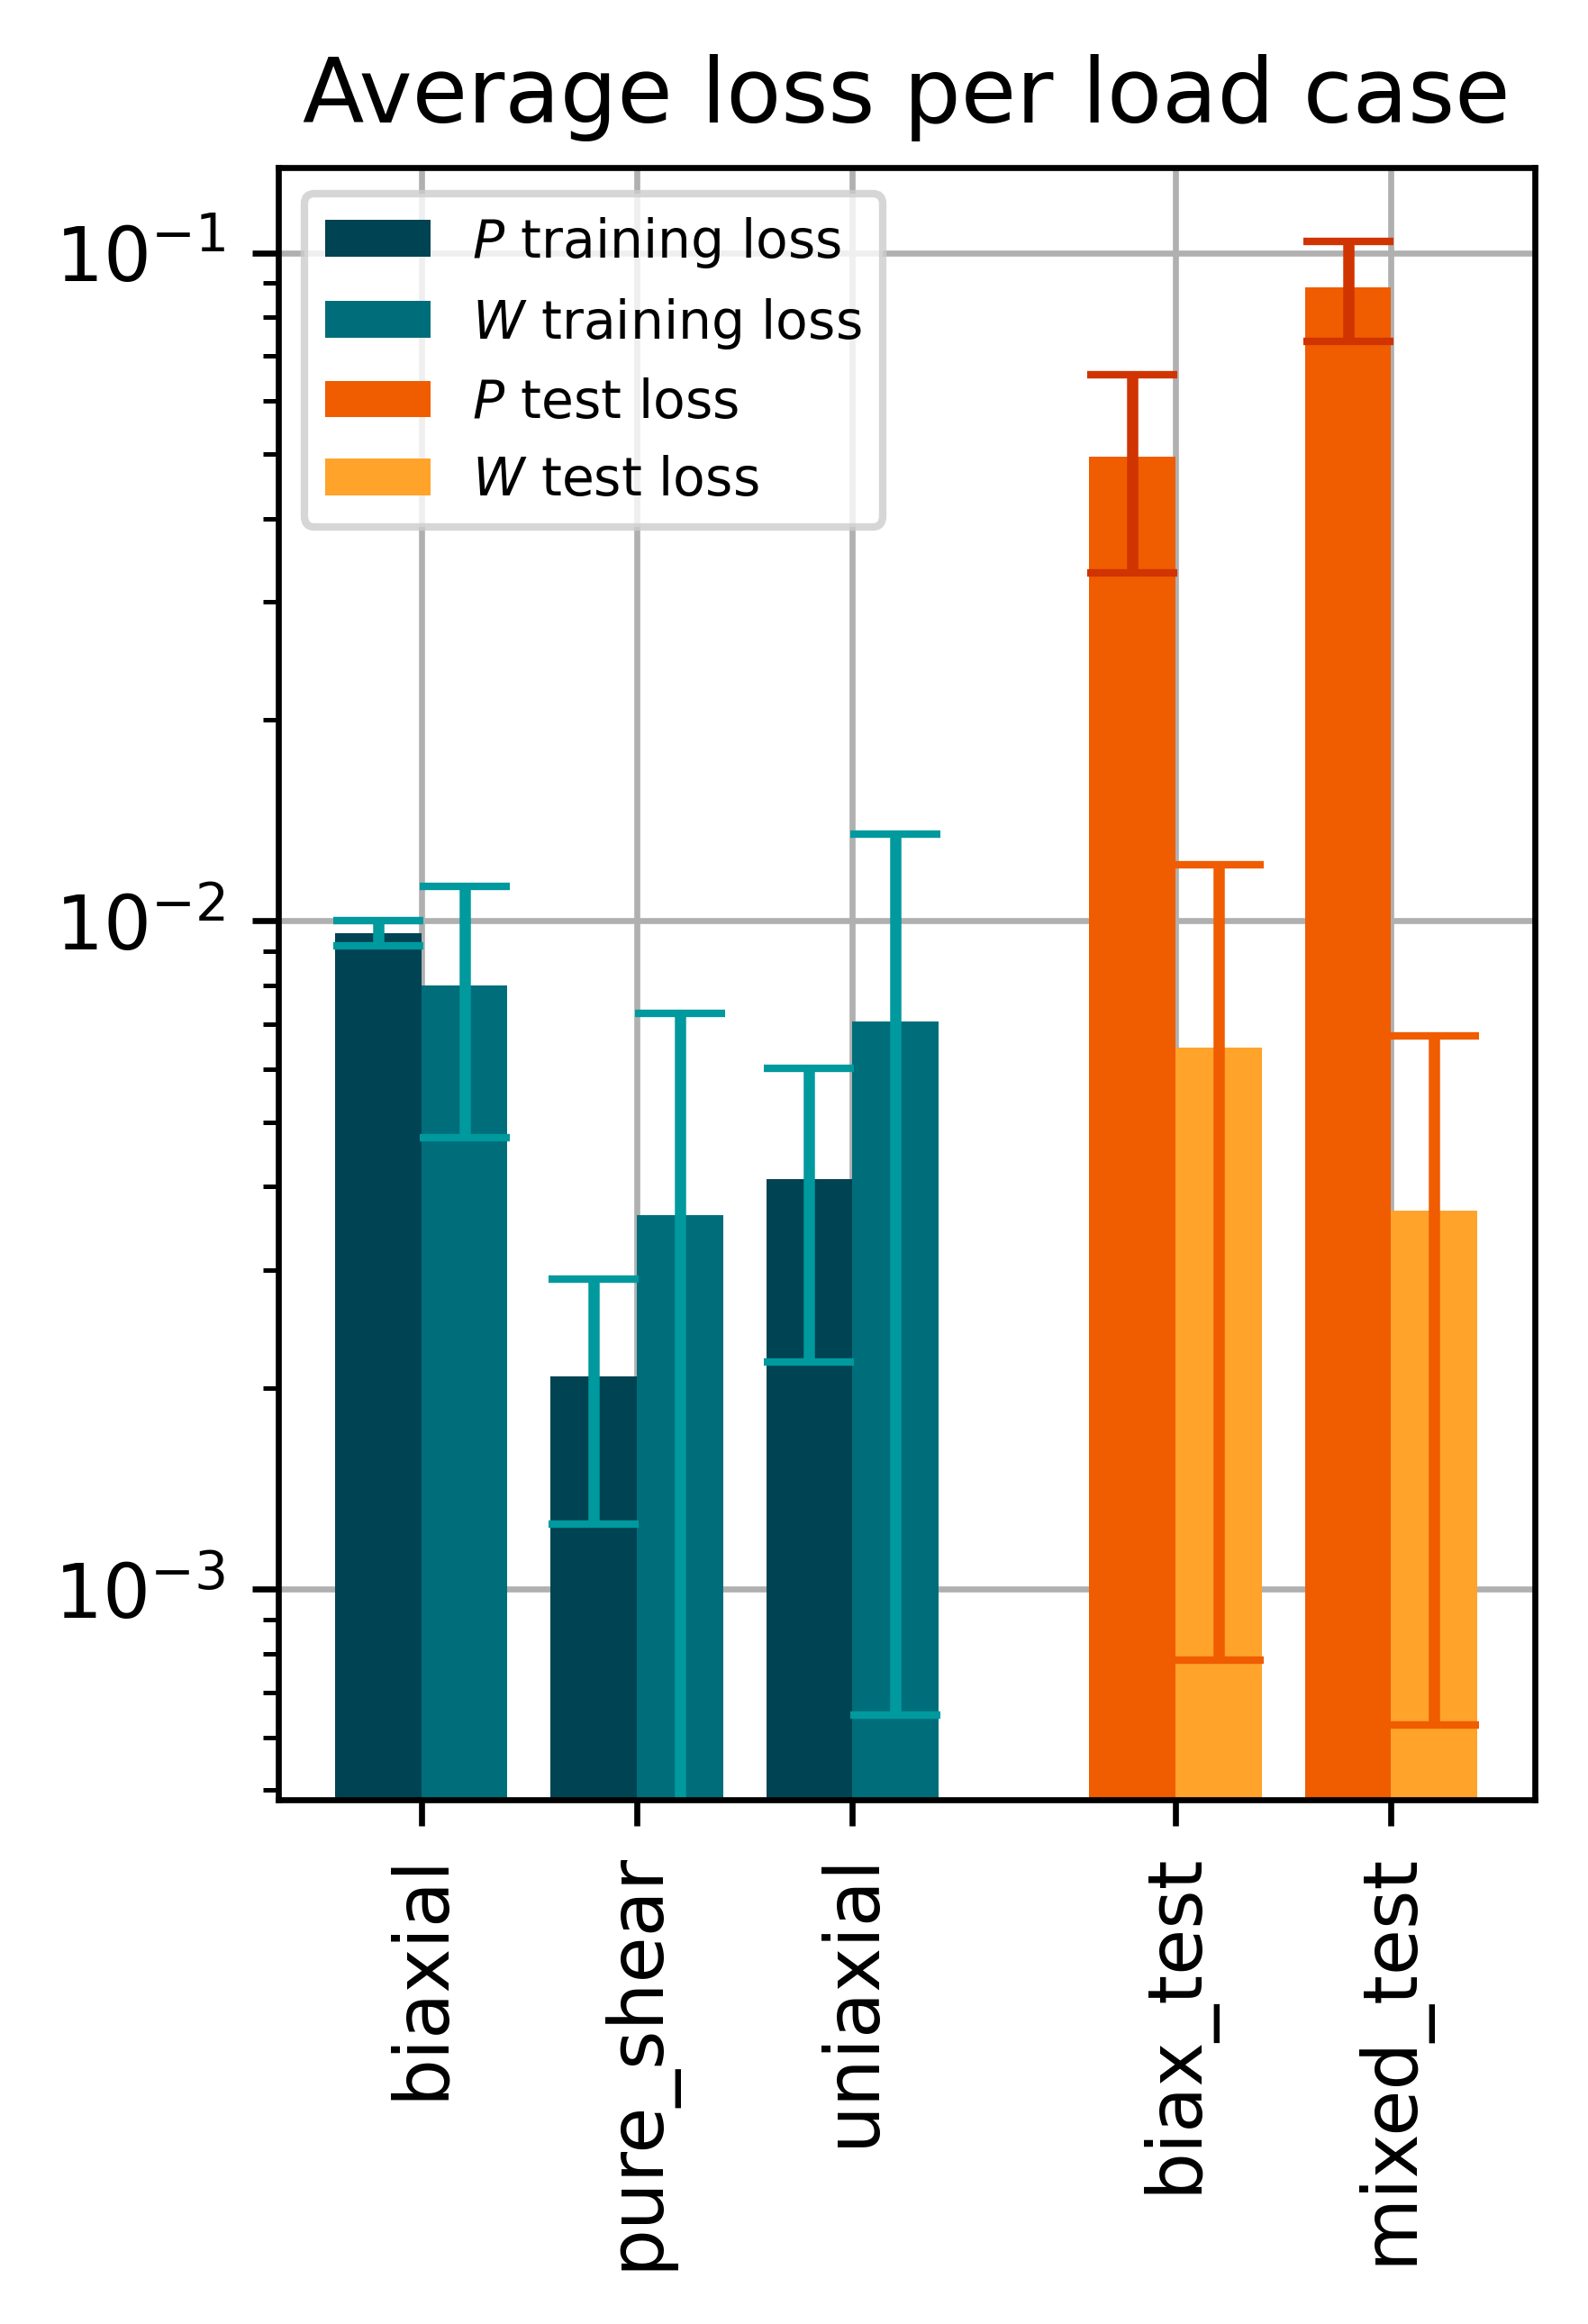 Average loss per load case
P training loss
W training loss
P test loss
W test loss
10⁻¹
10⁻²
10⁻³
biaxial
pure_shear
uniaxial
biax_test
mixed_test